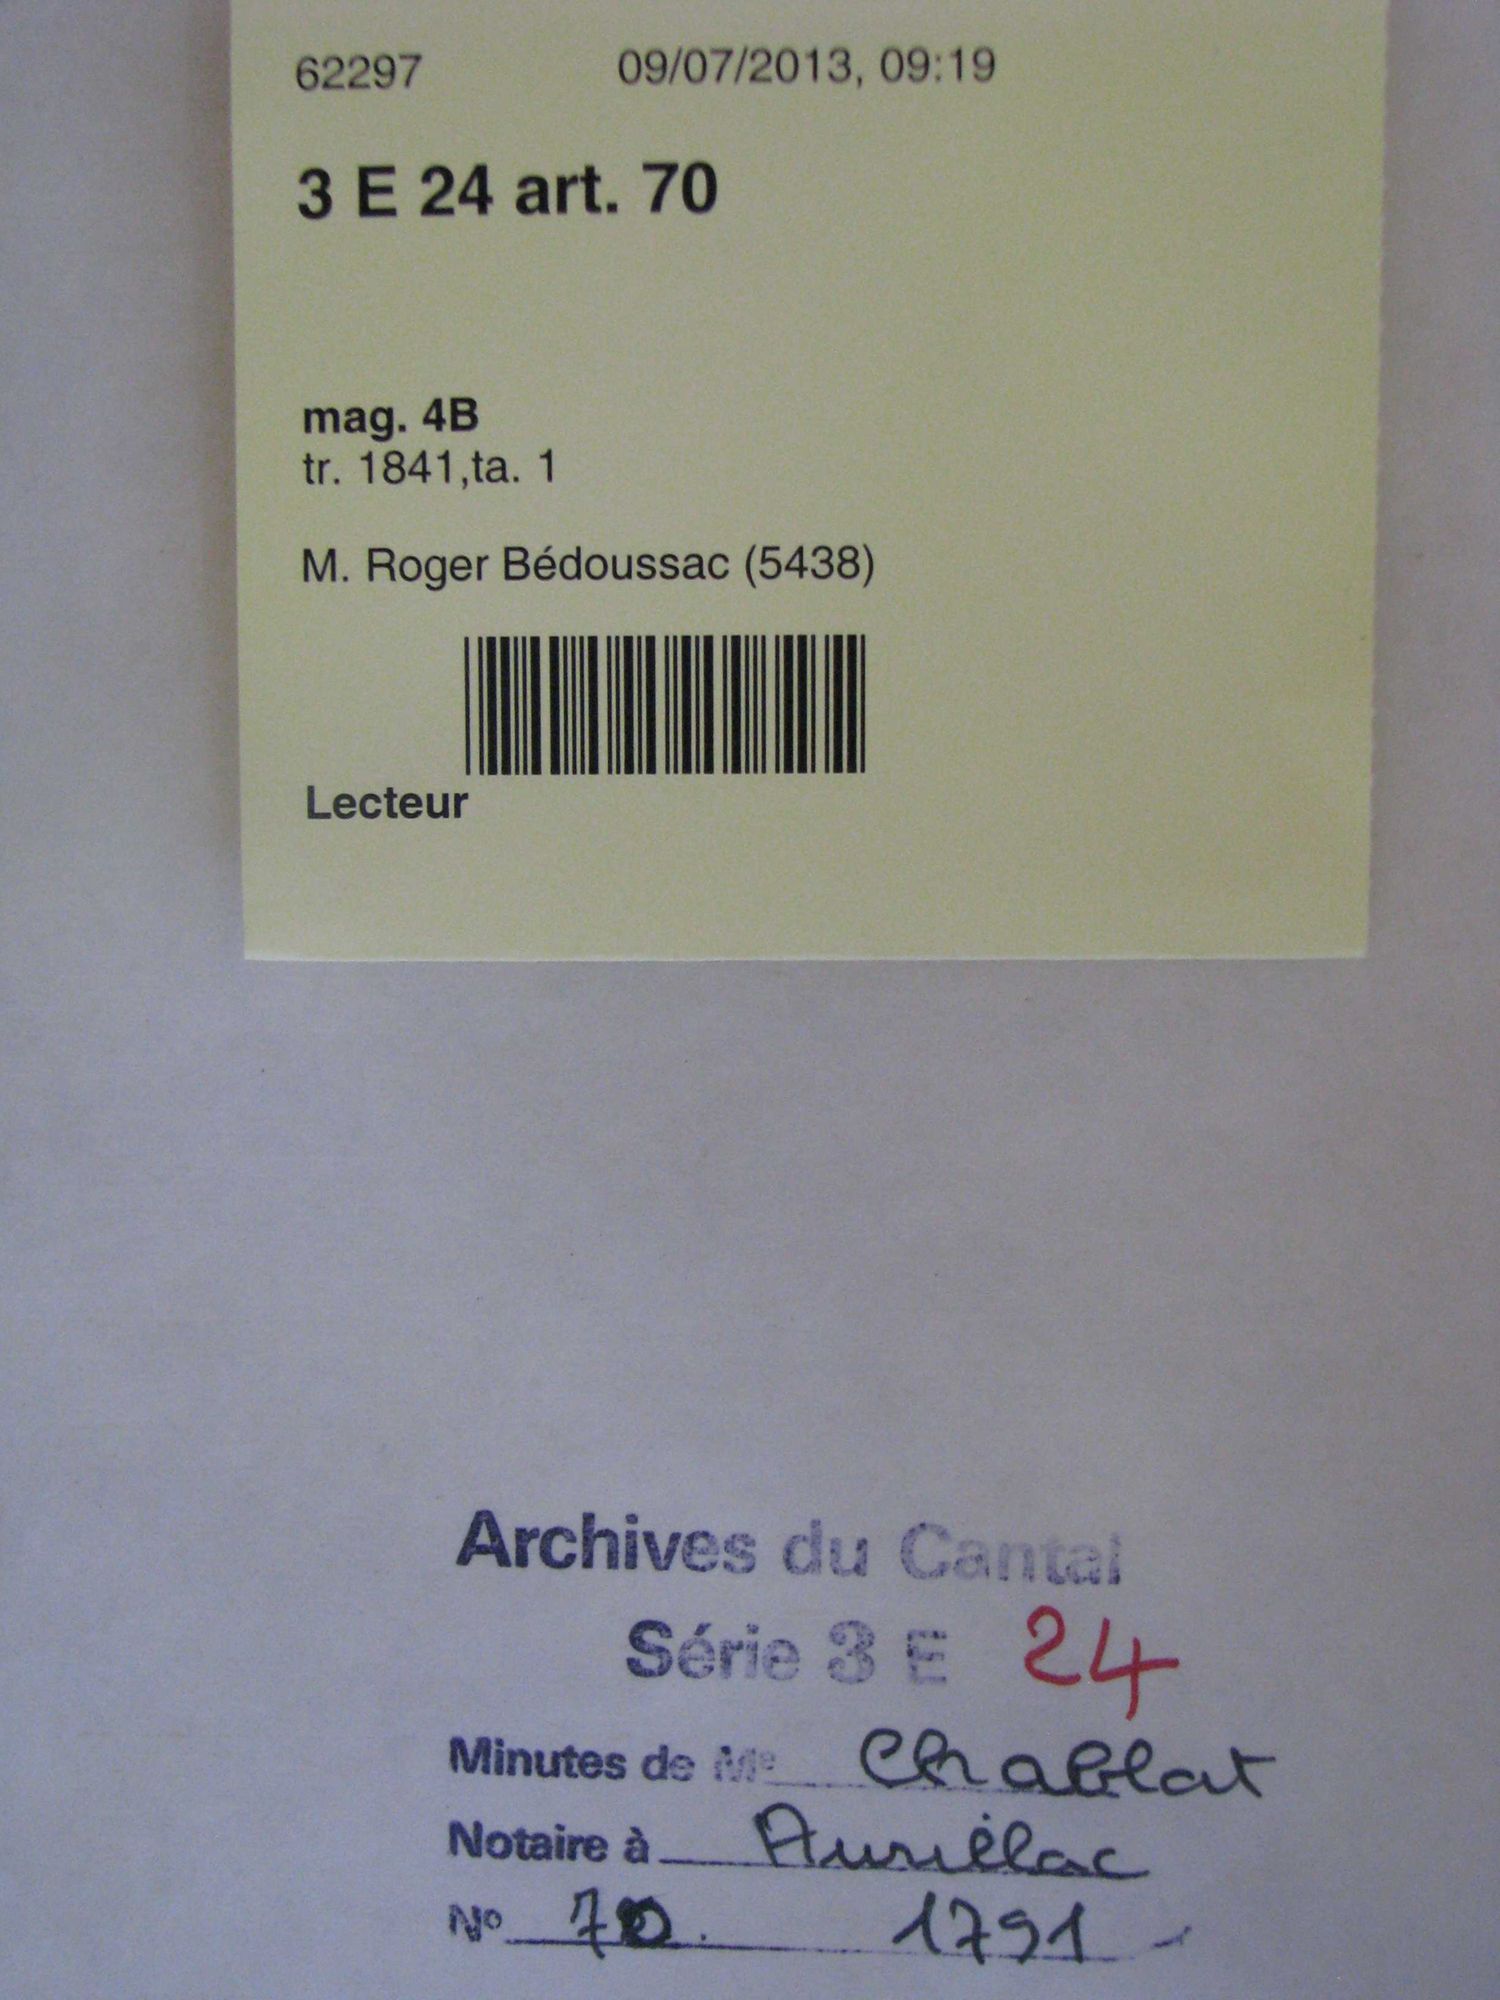 62297 09/07/2013, 09:19
3 E 24 art. 70
mag. 4B
tr. 1841,ta. 1
M. Roger Bédoussac (5438)
Lecteur
Archives du Cantal
Série 3 E 24
Minutes de Me Chablat
Notaire à Aurillac
No 70. 1791